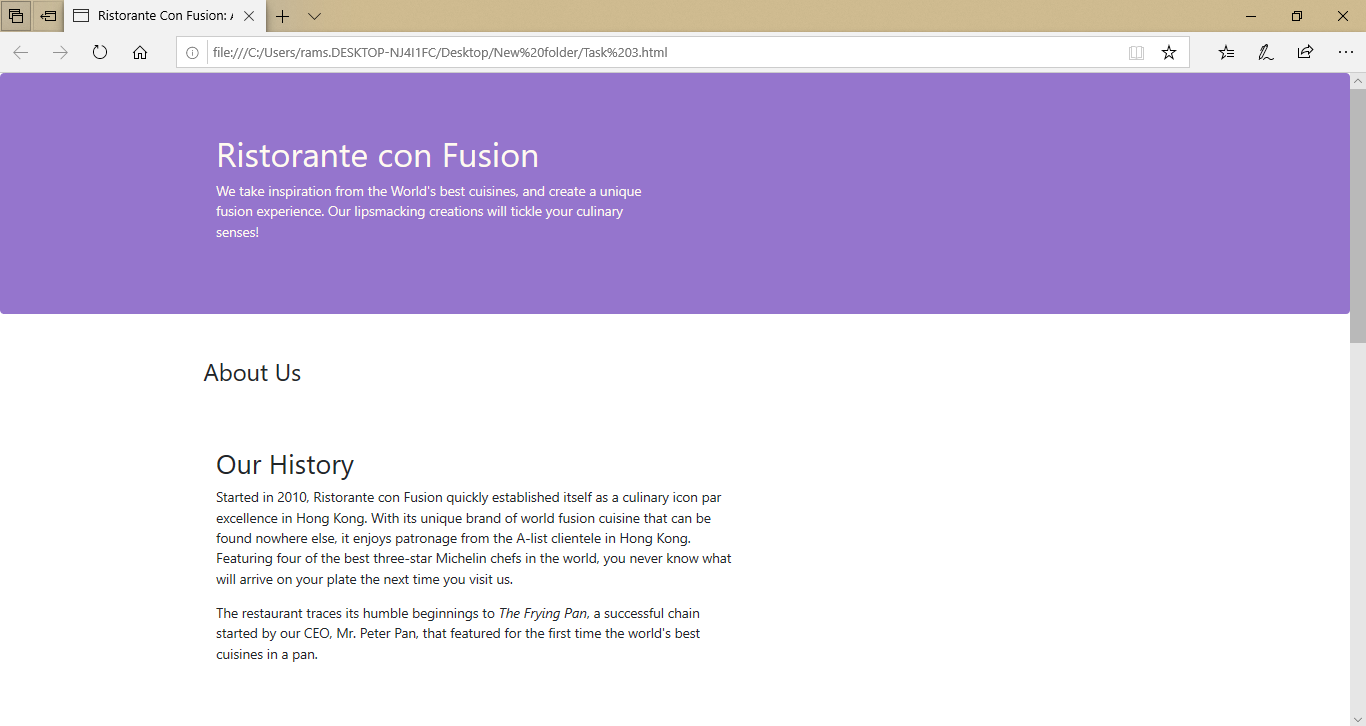 Ristorante Con Fusion:
file:///C:/Users/rams.DESKTOP-NJ4I1FC/Desktop/New%20folder/Task%203.html
Ristorante con Fusion
We take inspiration from the World's best cuisines, and create a unique
fusion experience. Our lipsmacking creations will tickle your culinary
senses!
About Us
Our History
Started in 2010, Ristorante con Fusion quickly established itself as a culinary icon par
excellence in Hong Kong. With its unique brand of world fusion cuisine that can be
found nowhere else, it enjoys patronage from the A-list clientele in Hong Kong.
Featuring four of the best three-star Michelin chefs in the world, you never know what
will arrive on your plate the next time you visit us.
The restaurant traces its humble beginnings to The Frying Pan, a successful chain
started by our CEO, Mr. Peter Pan, that featured for the first time the world's best
cuisines in a pan.